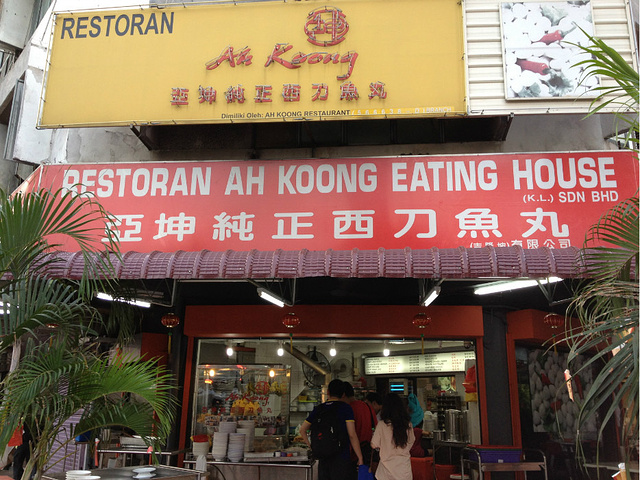 RESTORAN
Ah Koong
亞坤純正西刀魚丸
Dimiliki Oleh: AH KOONG RESTAURANT
RESTORAN AH KOONG EATING HOUSE
(K.L.) SDN BHD
亞坤純正西刀魚丸
有限公司